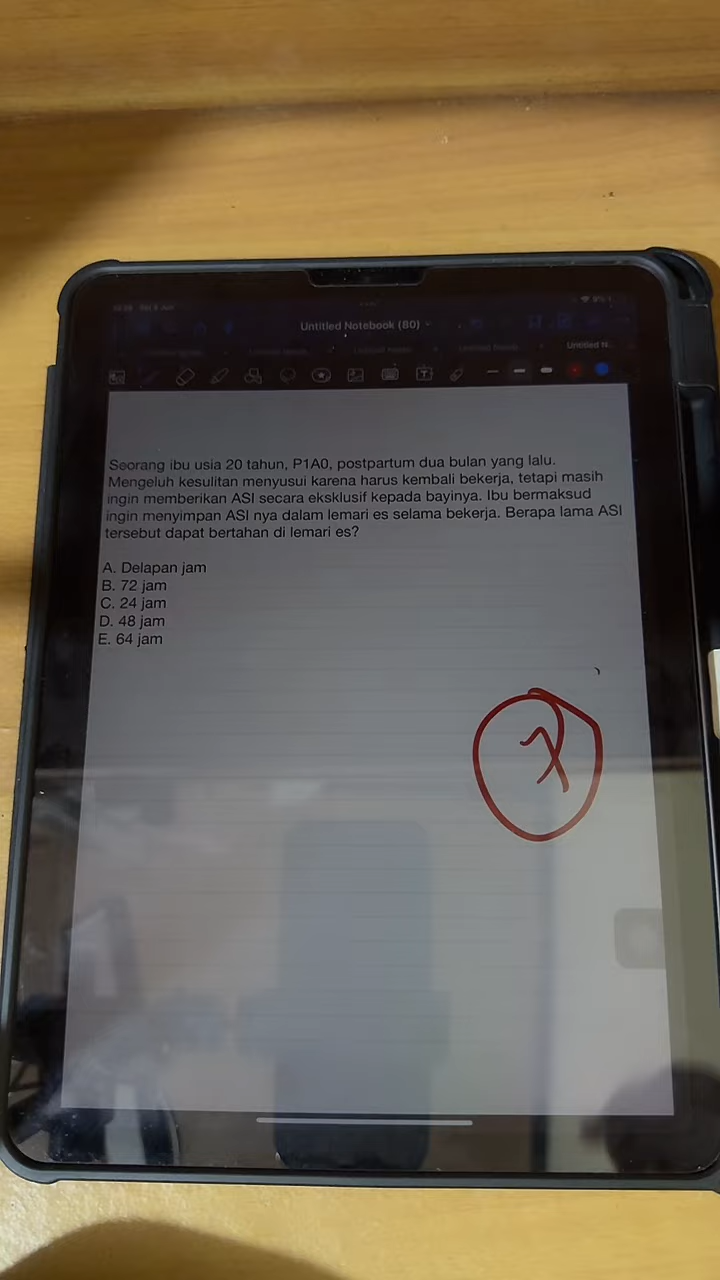 Untitled Notebook (80)
Untitled N...
Seorang ibu usia 20 tahun, P1A0, postpartum dua bulan yang lalu.
Mengeluh kesulitan menyusui karena harus kembali bekerja, tetapi masih
ingin memberikan ASI secara eksklusif kepada bayinya. Ibu bermaksud
ingin menyimpan ASI nya dalam lemari es selama bekerja. Berapa lama ASI
tersebut dapat bertahan di lemari es?
A. Delapan jam
B. 72 jam
C. 24 jam
D. 48 jam
E. 64 jam